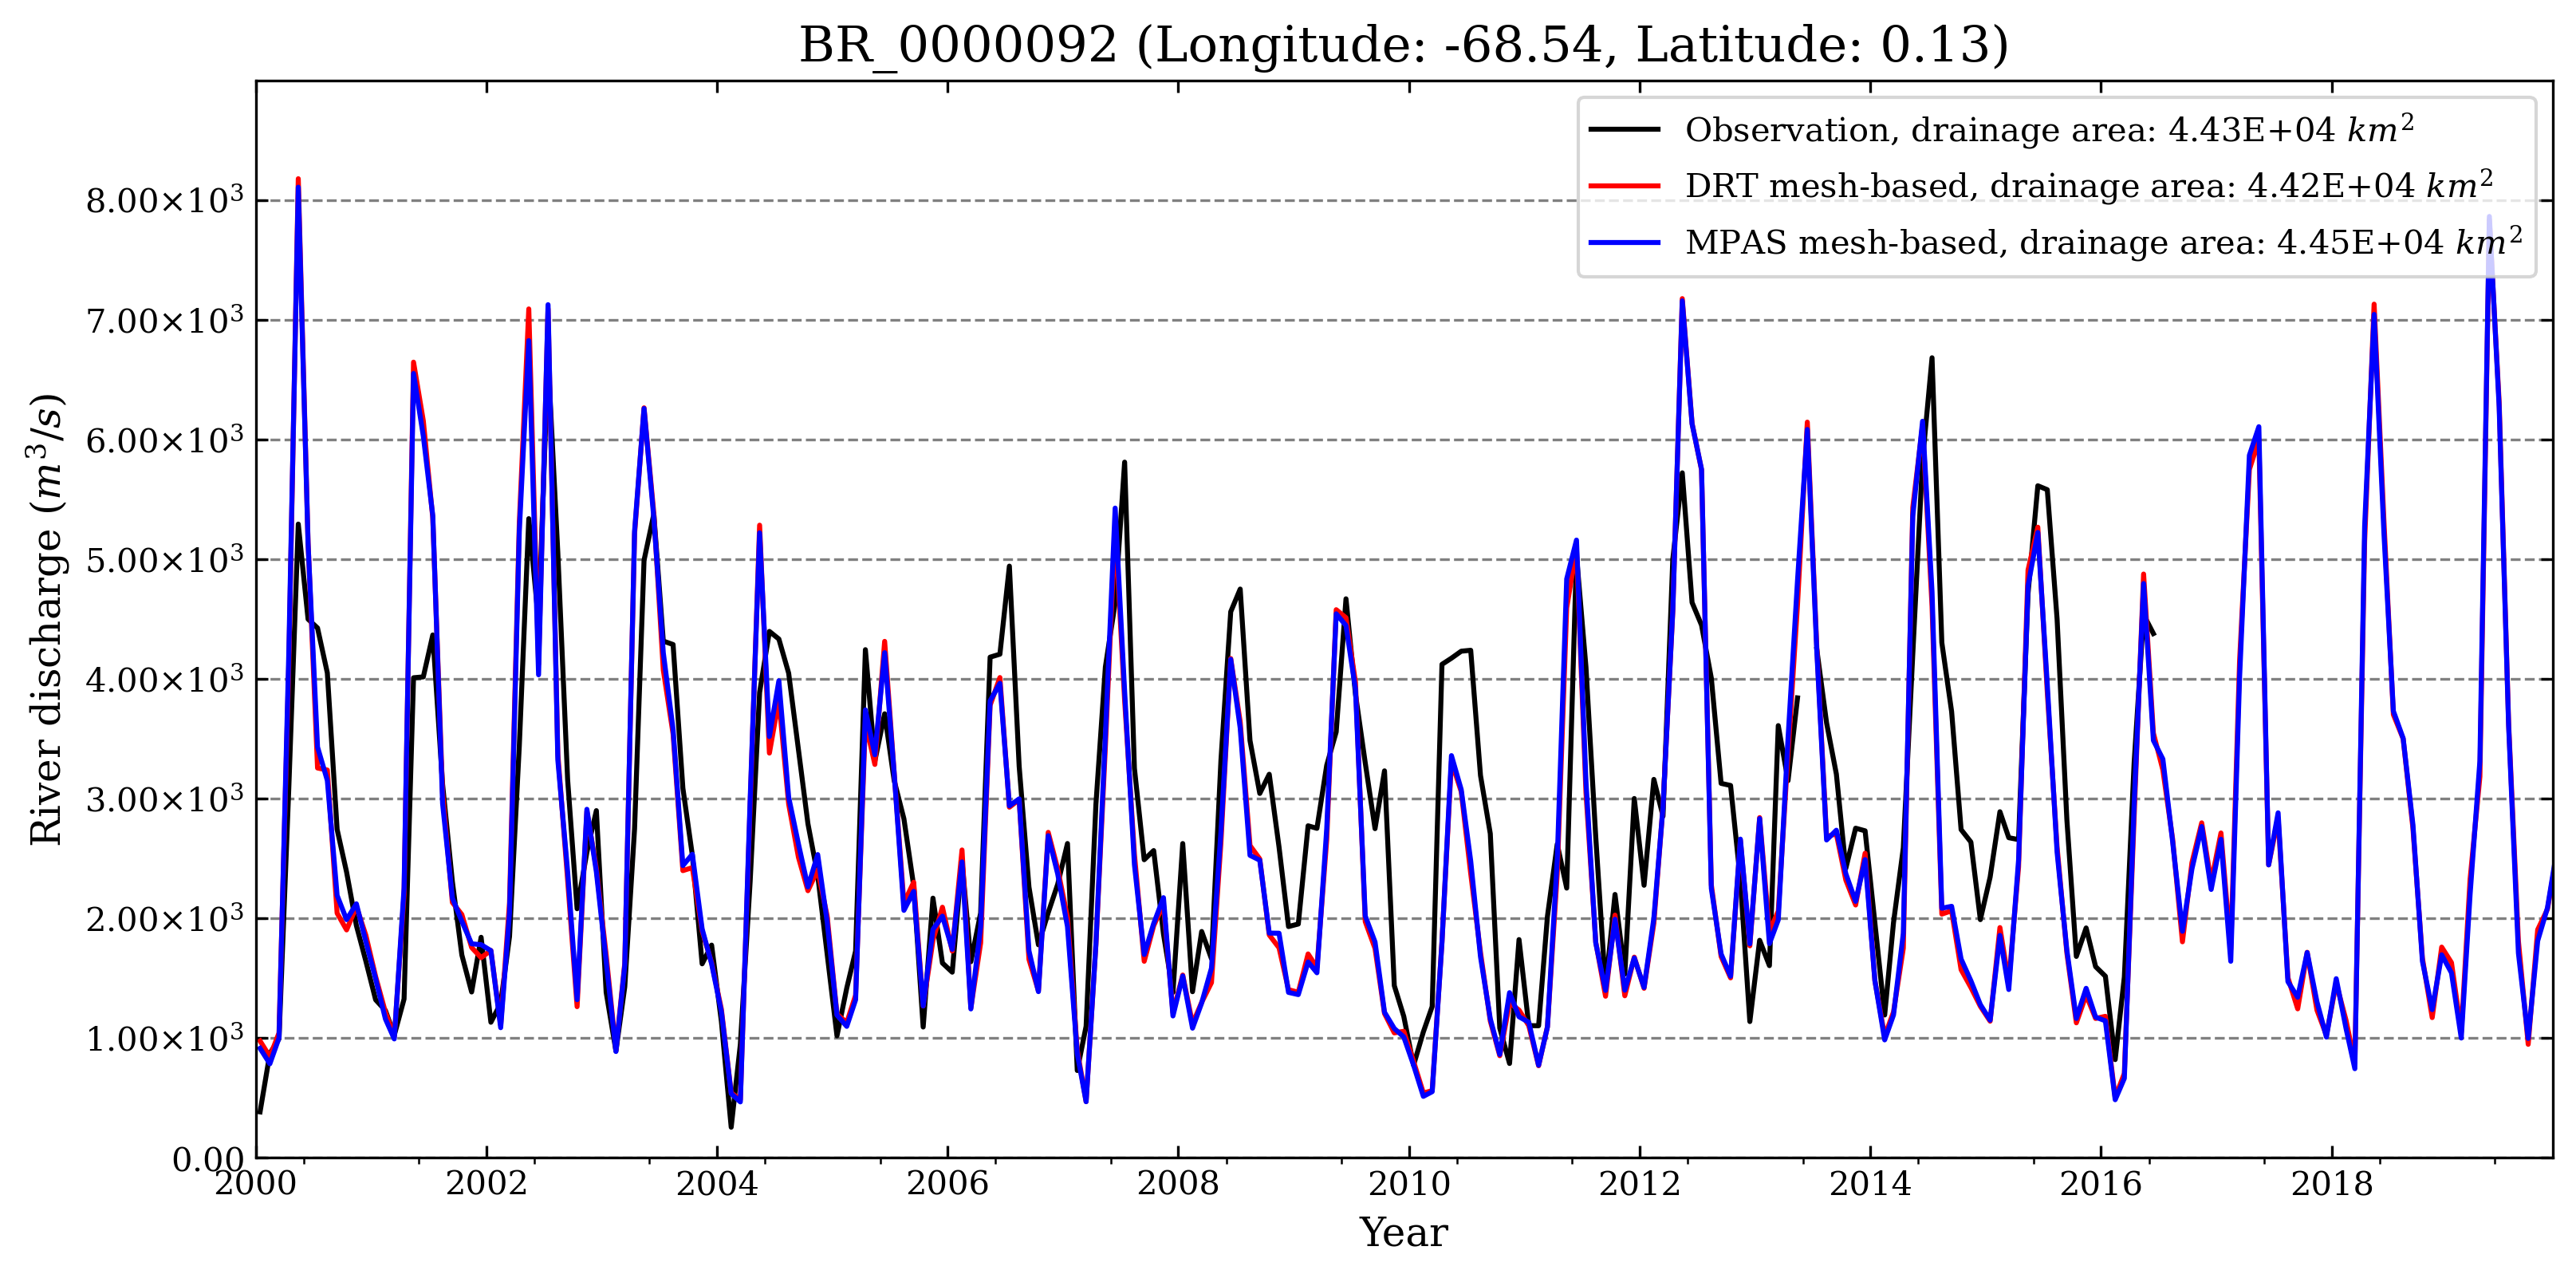 BR_0000092 (Longitude: -68.54, Latitude: 0.13)
Observation, drainage area: 4.43E+04 km²
DRT mesh-based, drainage area: 4.42E+04 km²
MPAS mesh-based, drainage area: 4.45E+04 km²
River discharge (m³/s)
8.00×10³
7.00×10³
6.00×10³
5.00×10³
4.00×10³
3.00×10³
2.00×10³
1.00×10³
0.00
2000 2002 2004 2006 2008 2010 2012 2014 2016 2018
Year